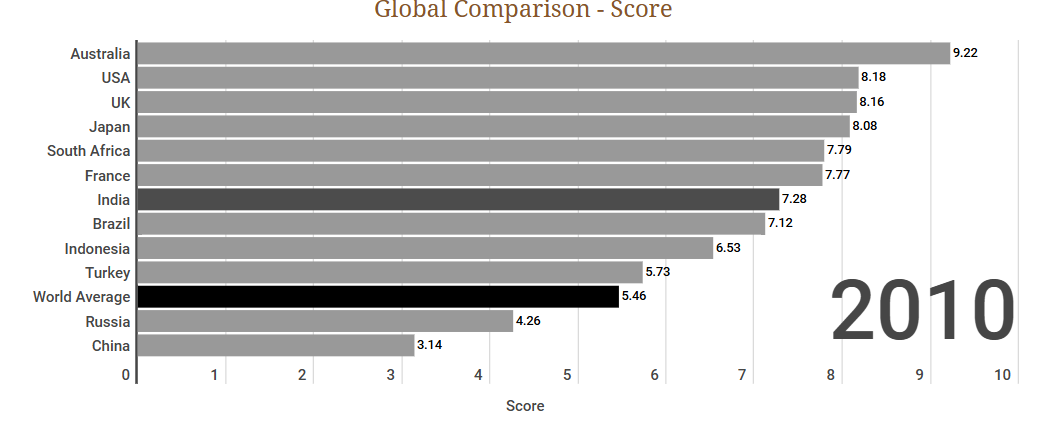 Global Comparison - Score
Australia 9.22
USA 8.18
UK 8.16
Japan 8.08
South Africa 7.79
France 7.77
India 7.28
Brazil 7.12
Indonesia 6.53
Turkey 5.73
World Average 5.46
Russia 4.26
China 3.14
2010
0 1 2 3 4 5 6 7 8 9 10
Score